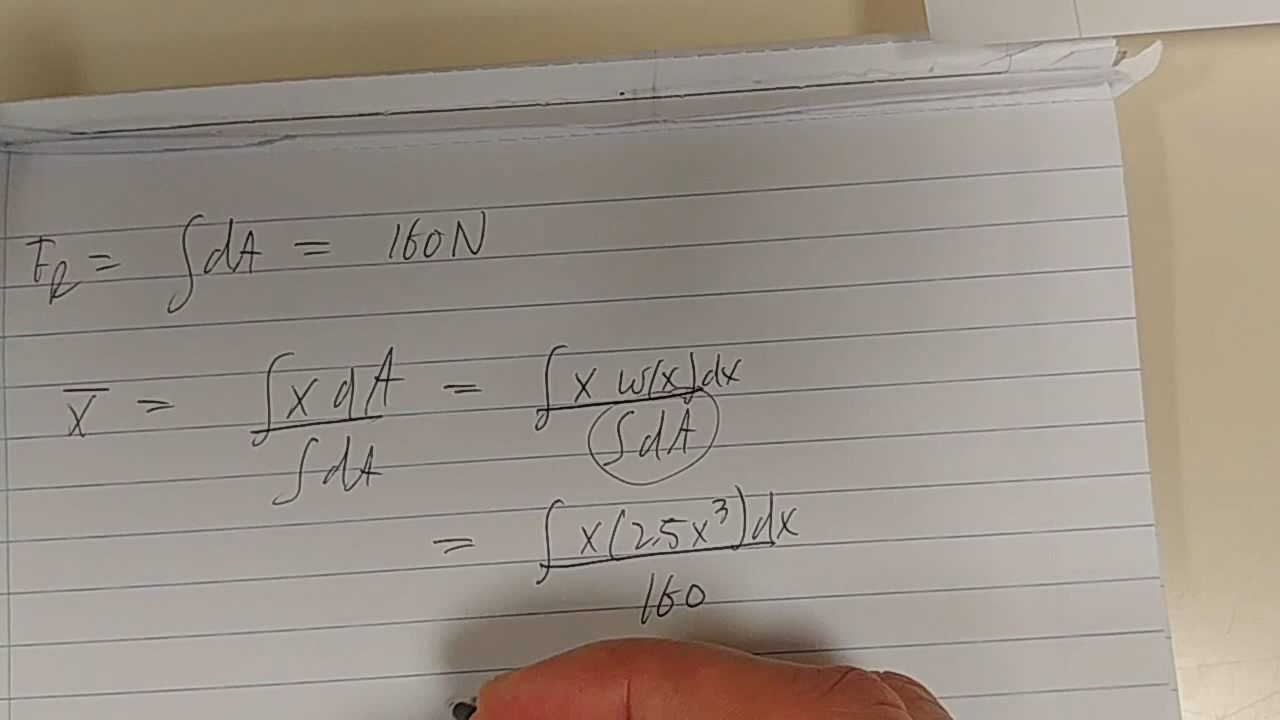 F_R = ∫dA = 160N
x̄ = ∫x dA / ∫dA = ∫x w(x)dx / ∫dA
= ∫x(2.5x³)dx / 160